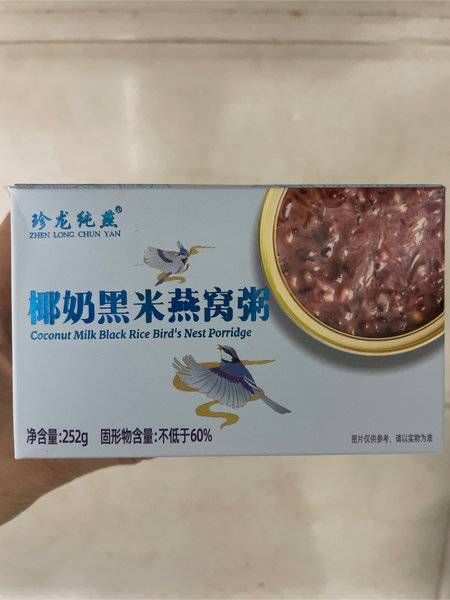 珍龙纯燕®
ZHEN LONG CHUN YAN
椰奶黑米燕窝粥
Coconut Milk Black Rice Bird's Nest Porridge
净含量:252g 固形物含量:不低于60%
图片仅供参考，请以实物为准